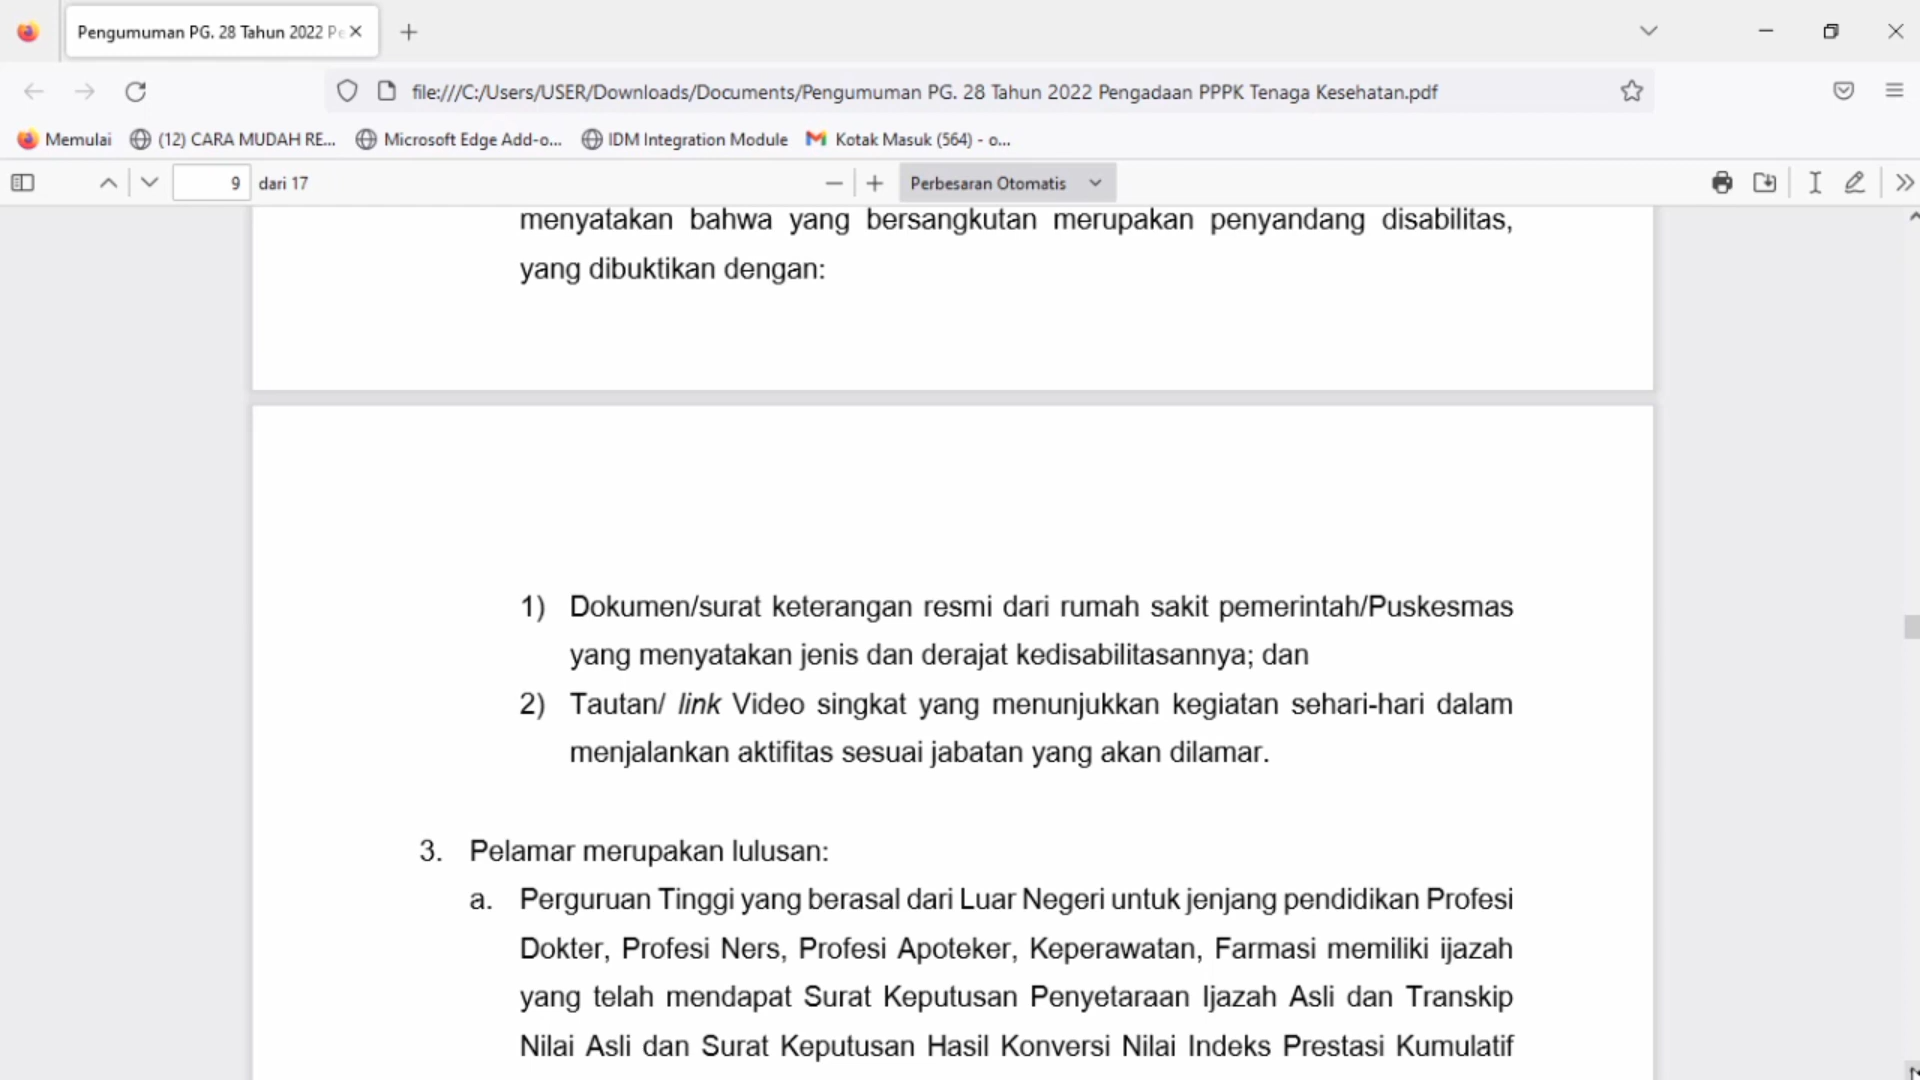 Pengumuman PG. 28 Tahun 2022 Pe
file:///C:/Users/USER/Downloads/Documents/Pengumuman PG. 28 Tahun 2022 Pengadaan PPPK Tenaga Kesehatan.pdf
Memulai (12) CARA MUDAH RE... Microsoft Edge Add-o... IDM Integration Module Kotak Masuk (564) - o...
9 dari 17 Perbesaran Otomatis
menyatakan bahwa yang bersangkutan merupakan penyandang disabilitas,
yang dibuktikan dengan:
1) Dokumen/surat keterangan resmi dari rumah sakit pemerintah/Puskesmas
yang menyatakan jenis dan derajat kedisabilitasannya; dan
2) Tautan/ link Video singkat yang menunjukkan kegiatan sehari-hari dalam
menjalankan aktifitas sesuai jabatan yang akan dilamar.
3. Pelamar merupakan lulusan:
a. Perguruan Tinggi yang berasal dari Luar Negeri untuk jenjang pendidikan Profesi
Dokter, Profesi Ners, Profesi Apoteker, Keperawatan, Farmasi memiliki ijazah
yang telah mendapat Surat Keputusan Penyetaraan Ijazah Asli dan Transkip
Nilai Asli dan Surat Keputusan Hasil Konversi Nilai Indeks Prestasi Kumulatif